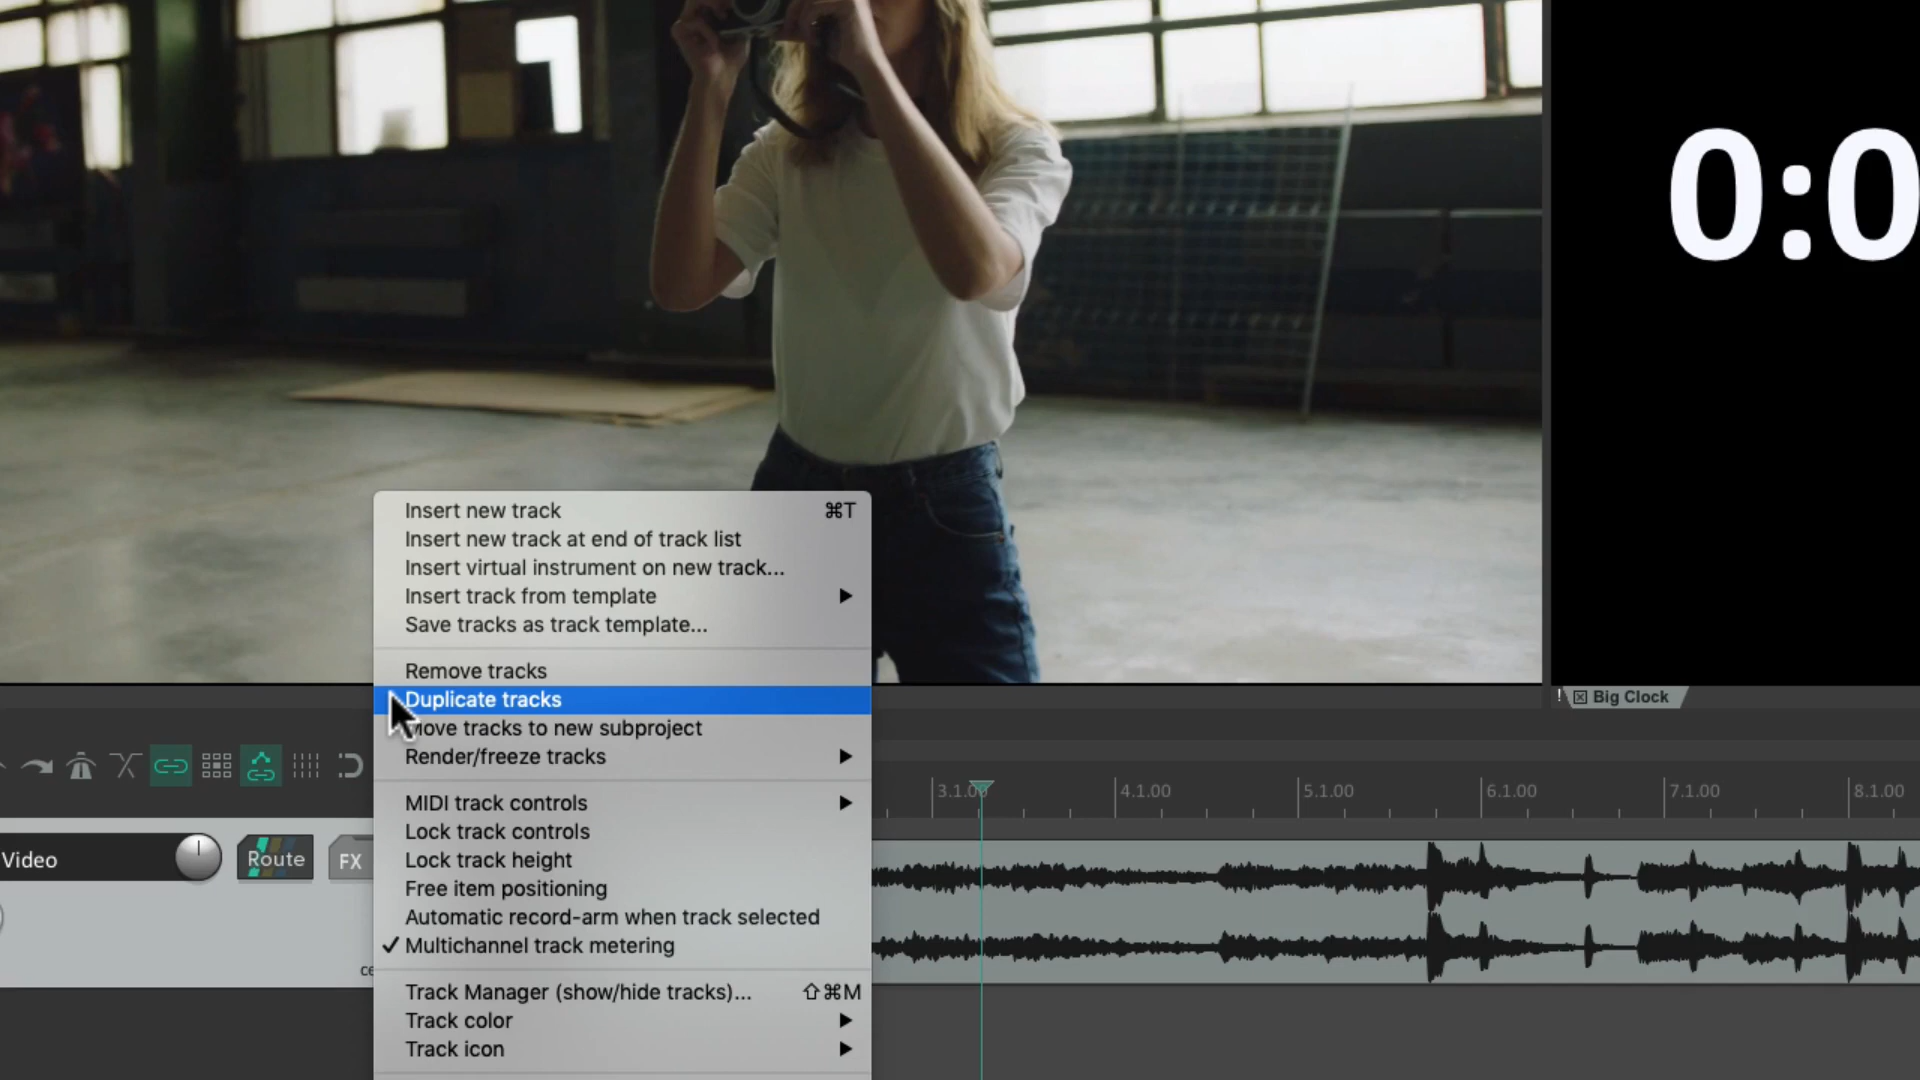 0:0
Insert new track ⌘T
Insert new track at end of track list
Insert virtual instrument on new track...
Insert track from template
Save tracks as track template...
Remove tracks
Duplicate tracks
Move tracks to new subproject
Render/freeze tracks
! Big Clock
MIDI track controls
Lock track controls
Lock track height
Free item positioning
Automatic record-arm when track selected
✓ Multichannel track metering
Track Manager (show/hide tracks)... ⇧⌘M
Track color
Track icon
3.1.00 4.1.00 5.1.00 6.1.00 7.1.00 8.1.00
Video
Route
FX
ce